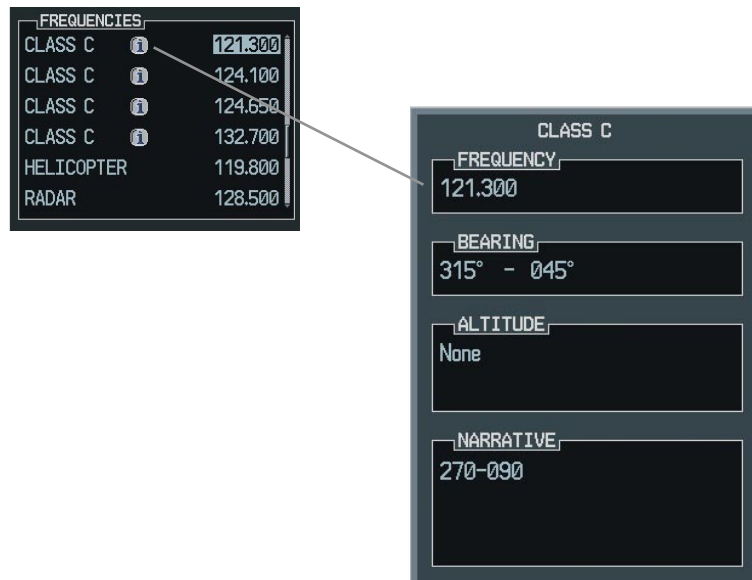 FREQUENCIES
CLASS C i 121.300
CLASS C i 124.100
CLASS C i 124.650
CLASS C i 132.700
HELICOPTER 119.800
RADAR 128.500
CLASS C
FREQUENCY
121.300
BEARING
315° - 045°
ALTITUDE
None
NARRATIVE
270-090